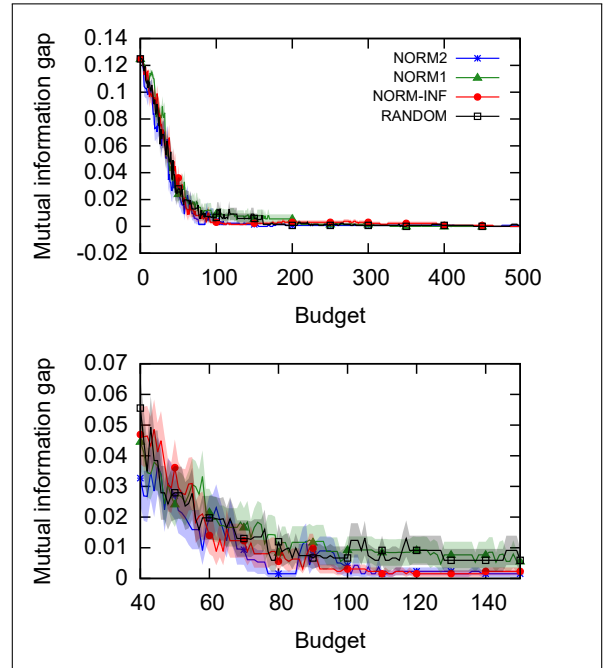 Mutual information gap
0.14
0.12
0.1
0.08
0.06
0.04
0.02
0
-0.02
NORM2
NORM1
NORM-INF
RANDOM
0 100 200 300 400 500
Budget
Mutual information gap
0.07
0.06
0.05
0.04
0.03
0.02
0.01
0
40 60 80 100 120 140
Budget